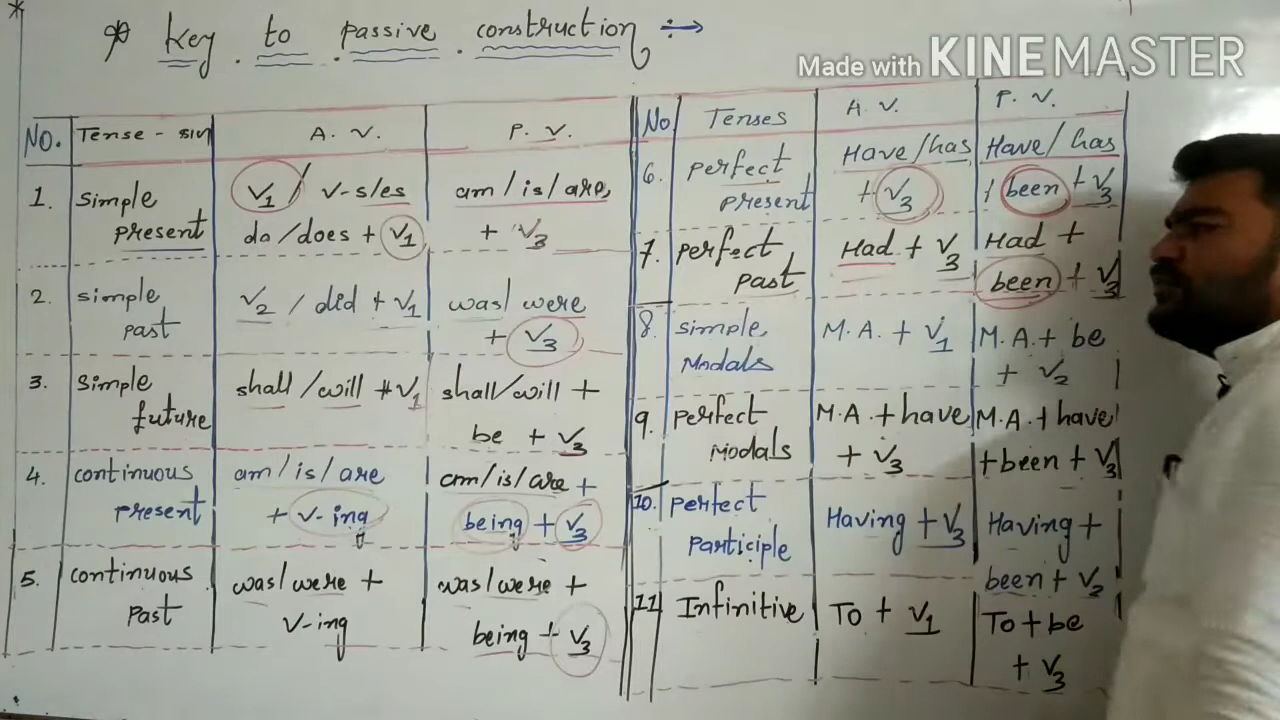 * Key to passive construction →
Made with KINEMASTER
NO. Tense - sin A. V. P. V.
1. simple present V1 / V-s/es am / is / are,
do / does + V1 + V3
2. simple past V2 / did + V1 was / were + V3
3. simple future shall / will + V1 shall / will +
be + V3
4. continuous present am / is / are + V-ing am / is / are +
being + V3
5. continuous past was / were + V-ing was / were +
being + V3
No Tenses A. V. P. V.
6. perfect present Have / has + V3 Have / has
/ been + V3
7. perfect past Had + V3 Had +
been + V3
8. simple Modals M.A. + V1 M.A. + be
+ V2
9. perfect Modals M.A. + have + V3 M.A. + have
+ been + V3
10. perfect participle Having + V3 Having +
been + V2
11 Infinitive To + V1 To + be
+ V3